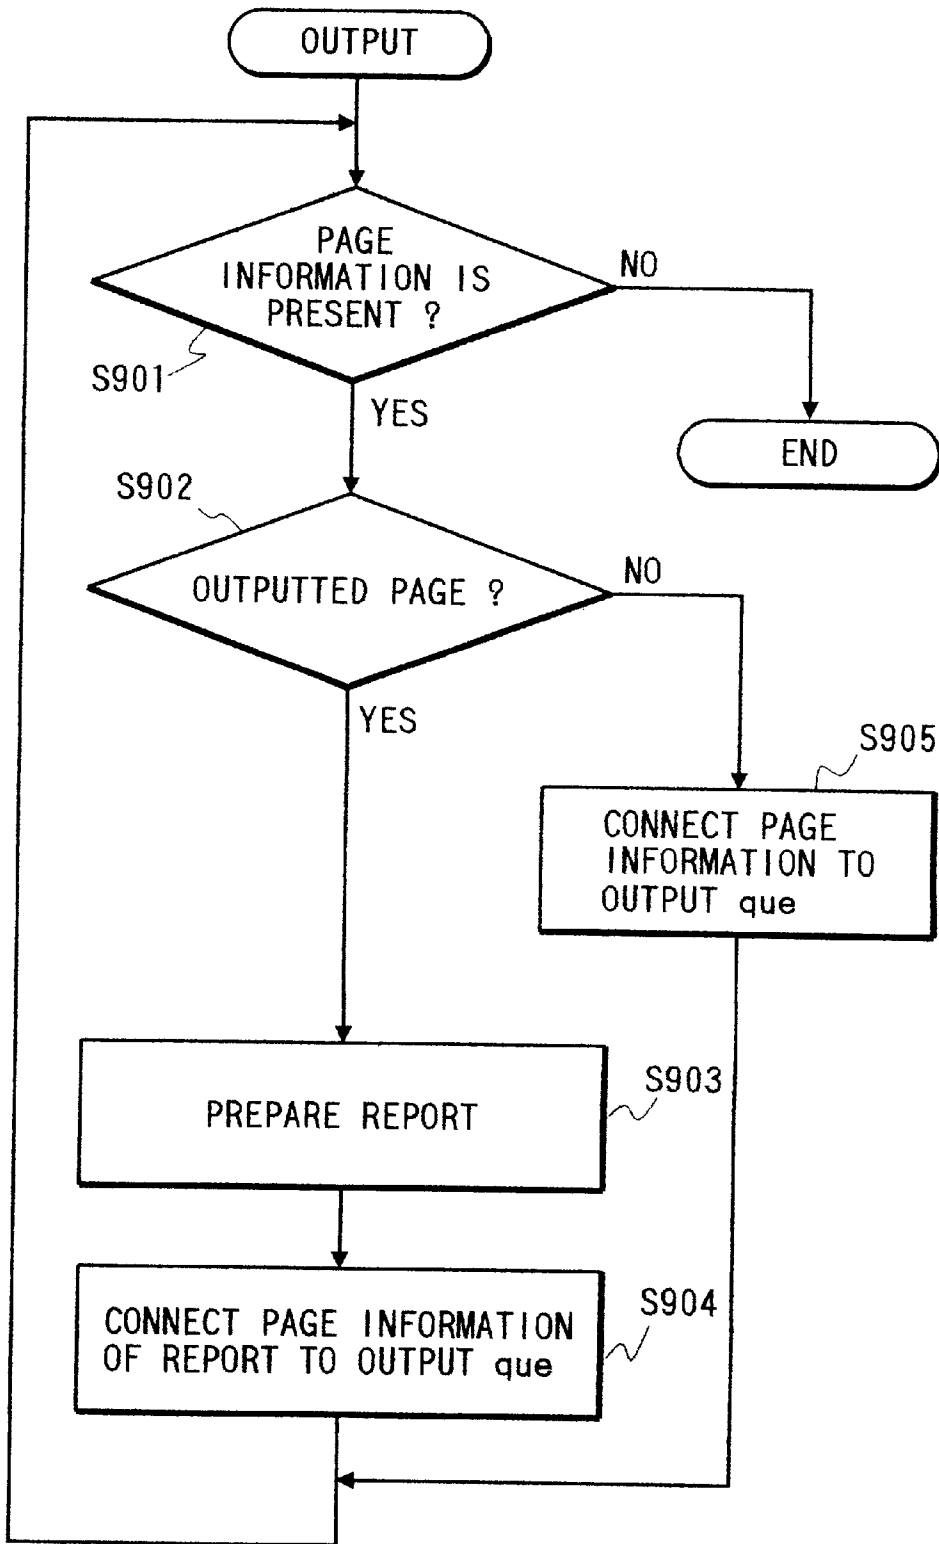 OUTPUT
PAGE
INFORMATION IS
PRESENT ?
NO
S901
YES
END
S902
OUTPUTTED PAGE ?
NO
YES
S905
CONNECT PAGE
INFORMATION TO
OUTPUT que
PREPARE REPORT
S903
CONNECT PAGE INFORMATION
OF REPORT TO OUTPUT que
S904